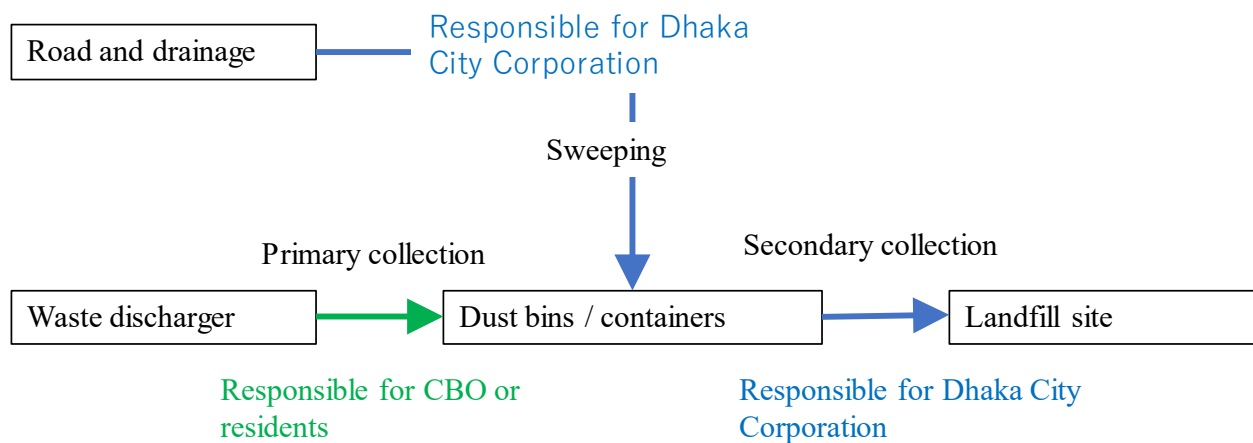 Road and drainage
Responsible for Dhaka
City Corporation
Sweeping
Primary collection
Secondary collection
Waste discharger
Dust bins / containers
Landfill site
Responsible for CBO or
residents
Responsible for Dhaka City
Corporation